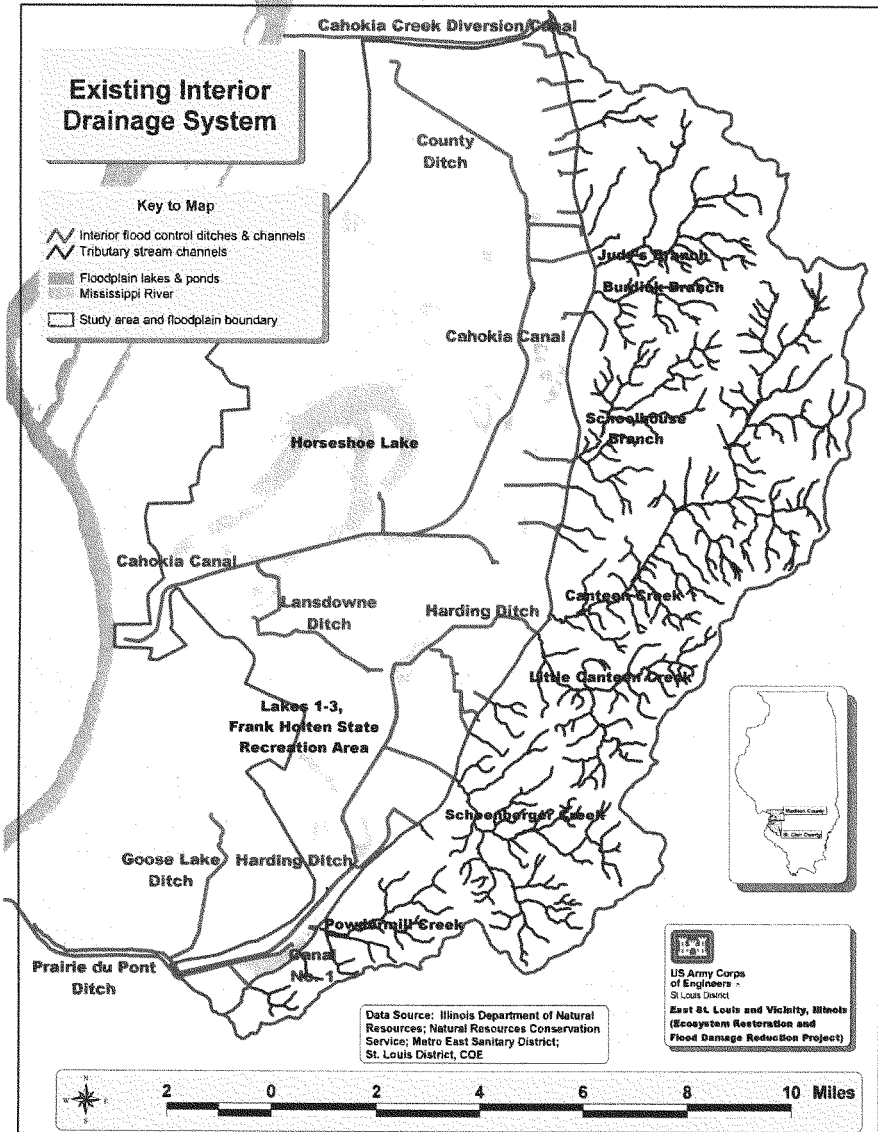 Cahokia Creek Diversion/Canal
Existing Interior
Drainage System
County
Ditch
Key to Map
Interior flood control ditches & channels
Tributary stream channels
Floodplain lakes & ponds
Mississippi River
Study area and floodplain boundary
Judy's Branch
Burdick Branch
Cahokia Canal
Schoolhouse
Branch
Horseshoe Lake
Cahokia Canal
Lansdowne
Ditch
Harding Ditch
Canteen Creek
Little Canteen Creek
Lakes 1-3,
Frank Holten State
Recreation Area
Madison County
St. Clair County
Schoenberger Creek
Goose Lake
Ditch
Harding Ditch
Powdermill Creek
Canal
No. 1
Prairie du Pont
Ditch
US Army Corps
of Engineers
St Louis District
East St. Louis and Vicinity, Illinois
(Ecosystem Restoration and
Flood Damage Reduction Project)
Data Source: Illinois Department of Natural
Resources; Natural Resources Conservation
Service; Metro East Sanitary District;
St. Louis District, COE
N
W
E
S
2 0 2 4 6 8 10 Miles